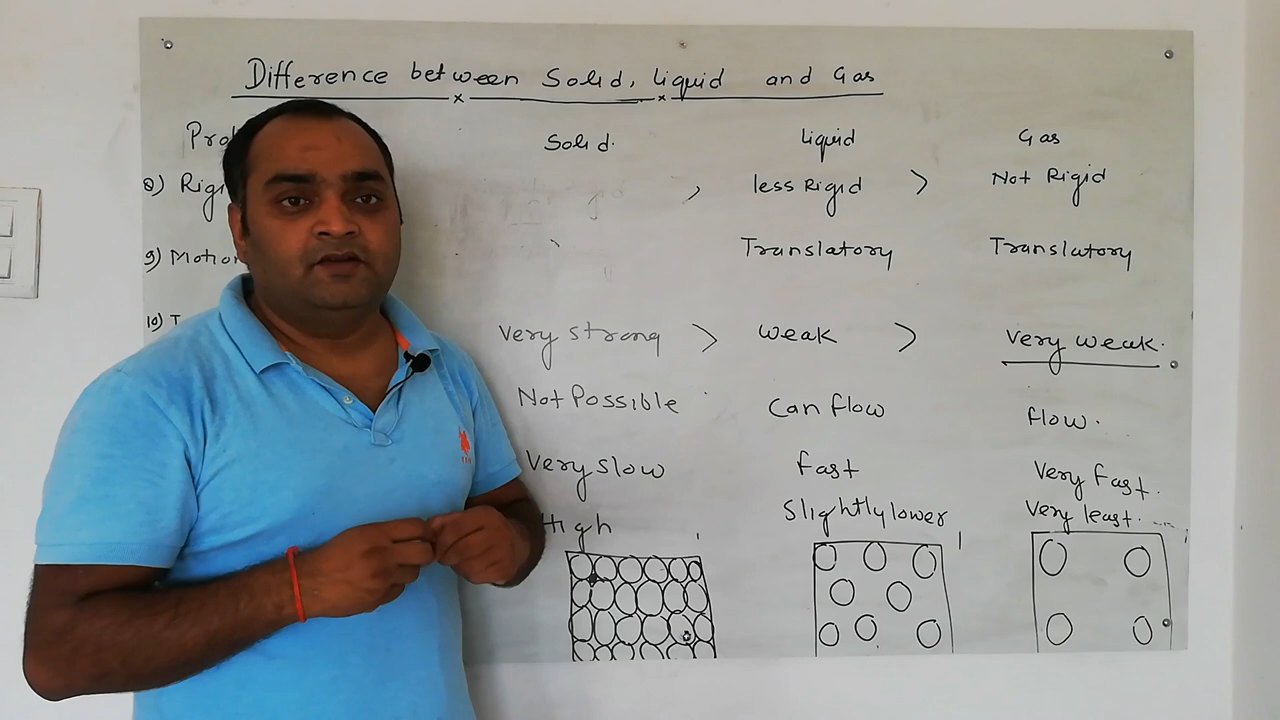 Difference between Solid, Liquid and Gas
Solid. Liquid Gas
8) > less Rigid > Not Rigid
9) Motion Translatory Translatory
10) Very strong > weak > Very weak.
Not Possible Can flow flow.
Very slow fast Very fast.
High Slightly lower Very least.